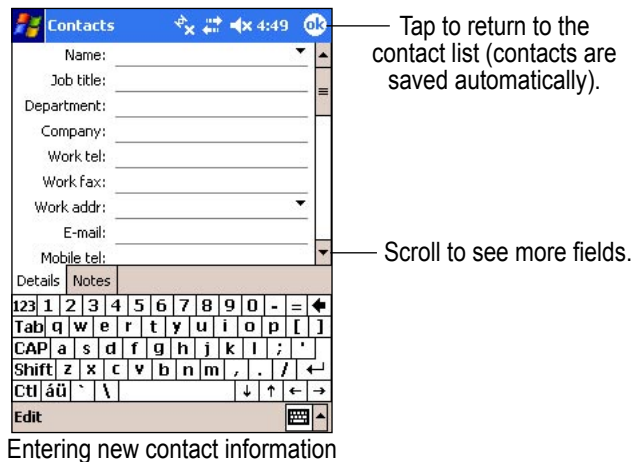 Contacts 4:49 ok
Tap to return to the
contact list (contacts are
saved automatically).
Name:
Job title:
Department:
Company:
Work tel:
Work fax:
Work addr:
E-mail:
Mobile tel:
Scroll to see more fields.
Details Notes
123 1 2 3 4 5 6 7 8 9 0 - =
Tab q w e r t y u i o p [ ]
CAP a s d f g h j k l ; '
Shift z x c v b n m , . /
Ctl áü ` \
Edit
Entering new contact information